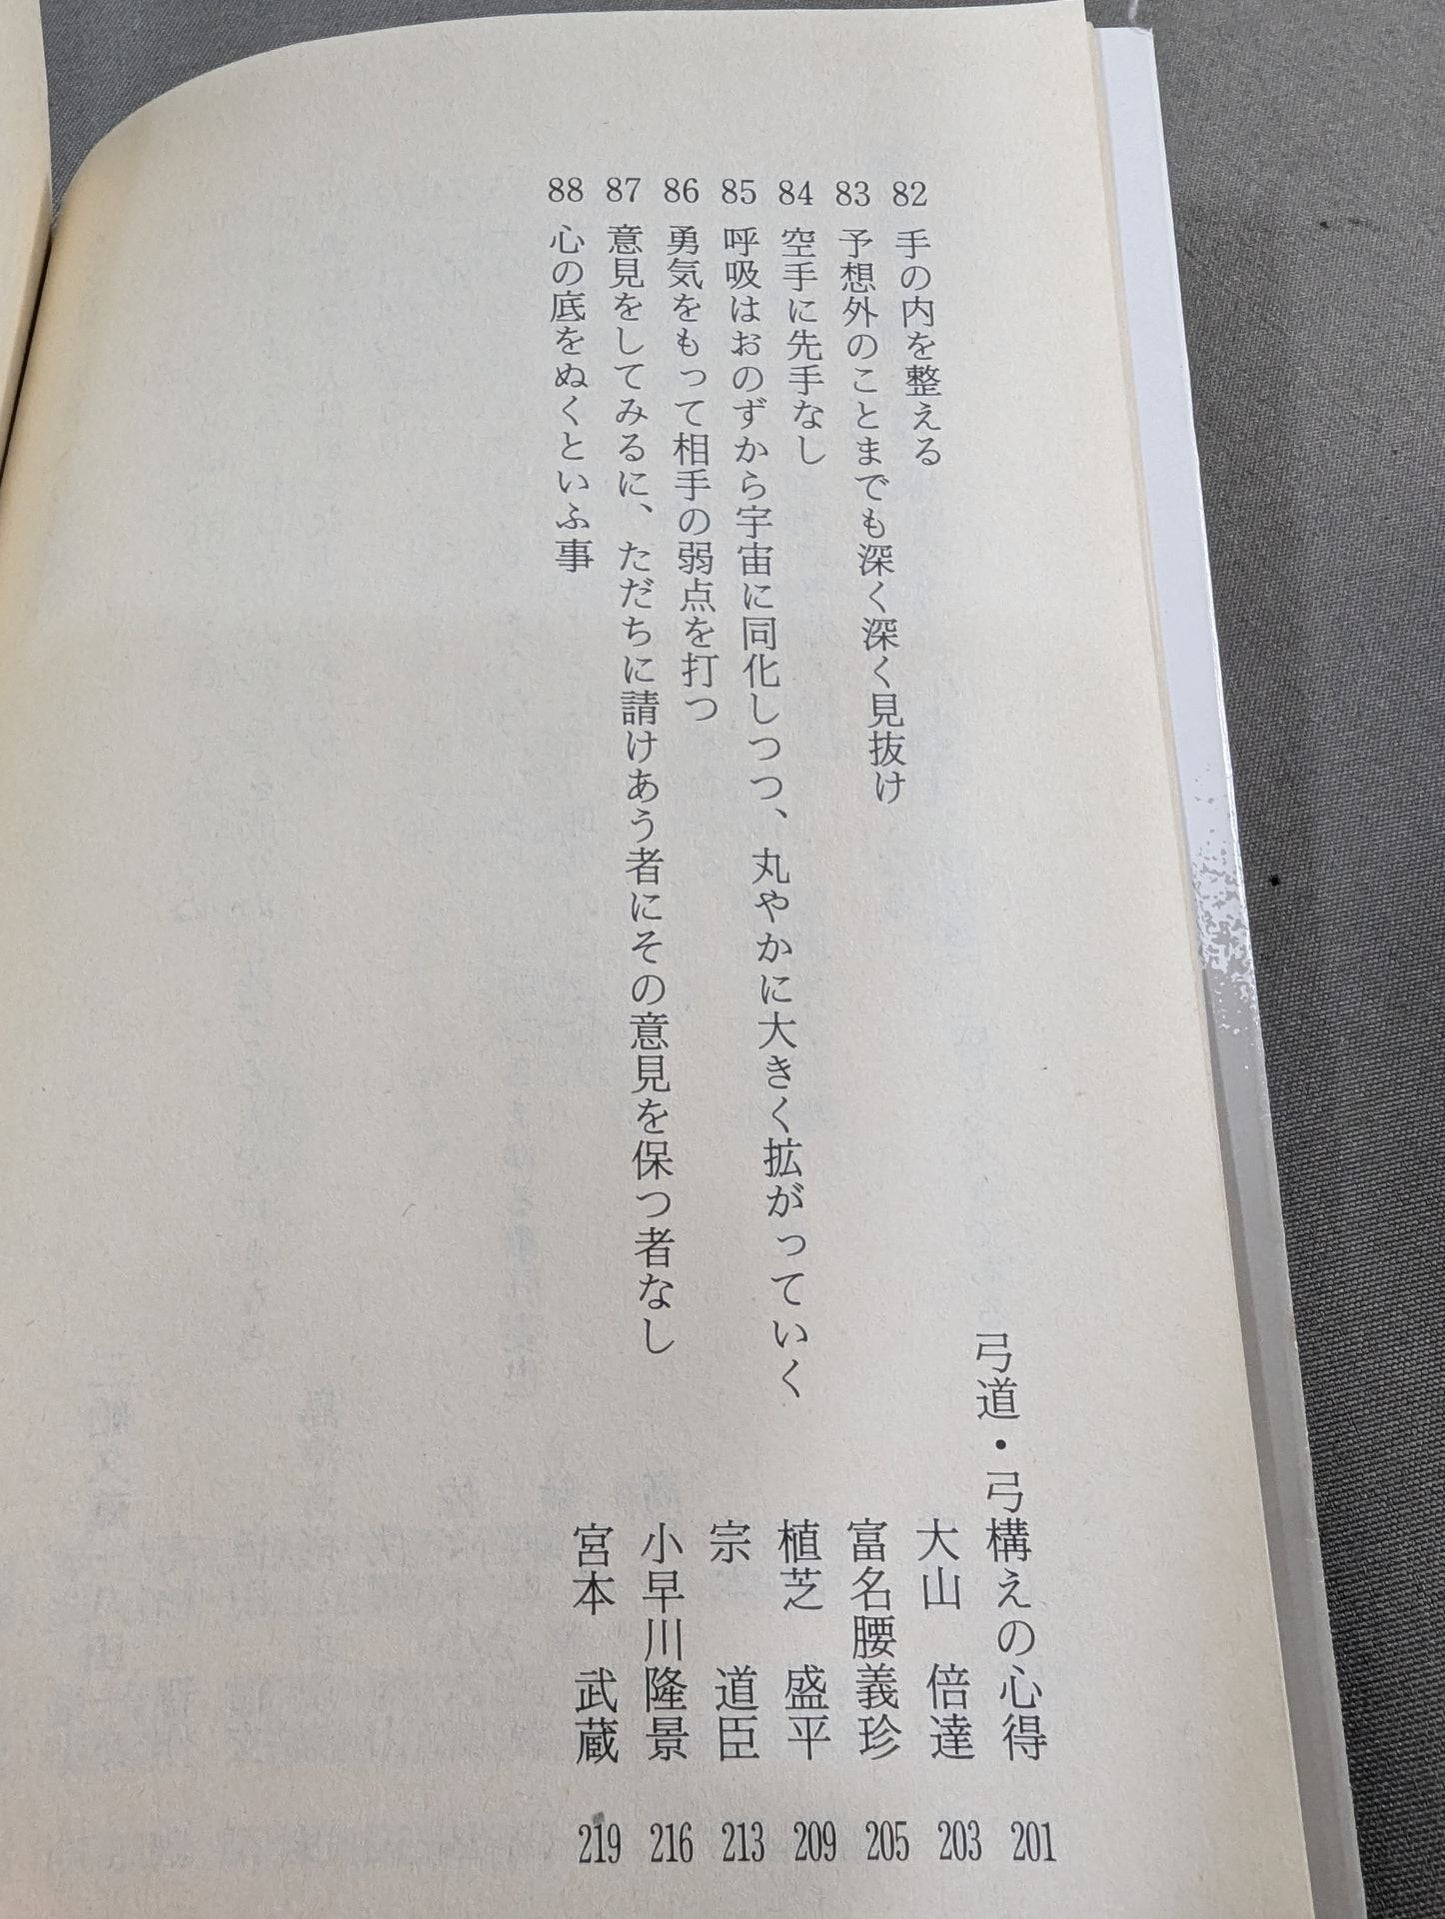 82 手の内を整える 弓道・弓構えの心得 201
83 予想外のことまでも深く深く見抜け 大山 倍達 203
84 空手に先手なし 富名腰義珍 205
85 呼吸はおのずから宇宙に同化しつつ、丸やかに大きく拡がっていく 植芝 盛平 209
86 勇気をもって相手の弱点を打つ 宗 道臣 213
87 意見をしてみるに、ただちに請けあう者にその意見を保つ者なし 小早川隆景 216
88 心の底をぬくといふ事 宮本 武蔵 219